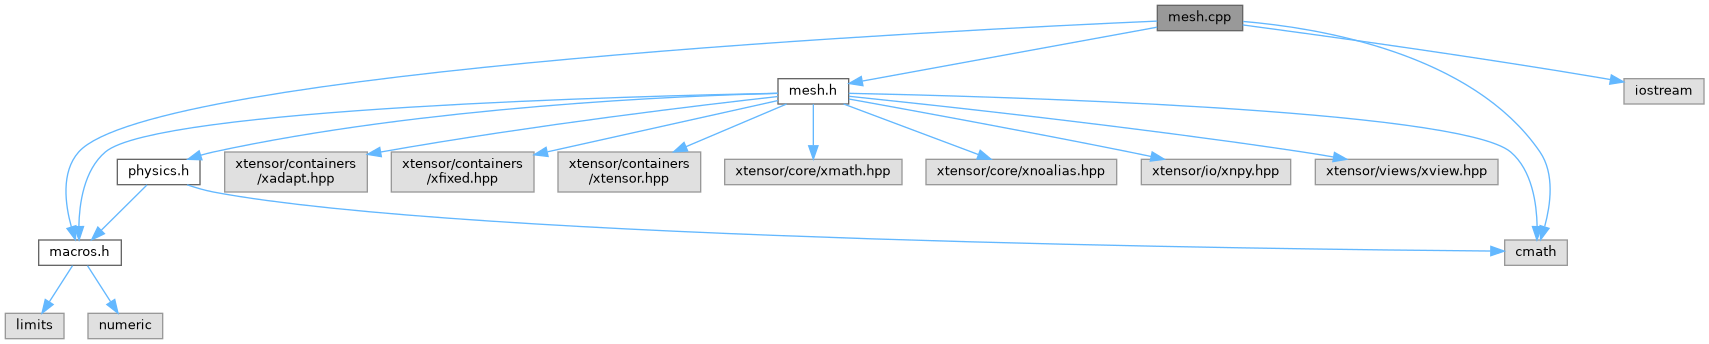 mesh.cpp
mesh.h
iostream
physics.h
xtensor/containers
/xadapt.hpp
xtensor/containers
/xfixed.hpp
xtensor/containers
/xtensor.hpp
xtensor/core/xmath.hpp
xtensor/core/xnoalias.hpp
xtensor/io/xnpy.hpp
xtensor/views/xview.hpp
macros.h
cmath
limits
numeric